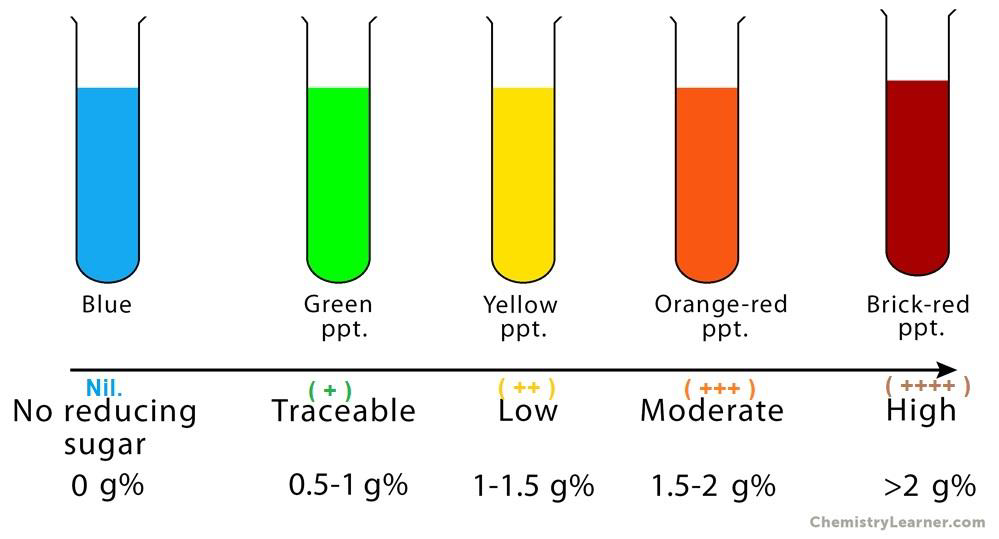 Blue
Green
ppt.
Yellow
ppt.
Orange-red
ppt.
Brick-red
ppt.
Nil.
( + )
( ++ )
( +++ )
( ++++ )
No reducing
sugar
Traceable
Low
Moderate
High
0 g%
0.5-1 g%
1-1.5 g%
1.5-2 g%
>2 g%
ChemistryLearner.com